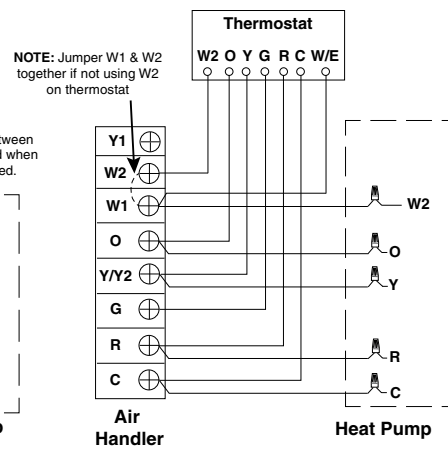 Thermostat
W2 O Y G R C W/E
NOTE: Jumper W1 & W2
together if not using W2
on thermostat
when
Y1
W2
W1
O
Y/Y2
G
R
C
Air
Handler
W2
O
Y
R
C
Heat Pump